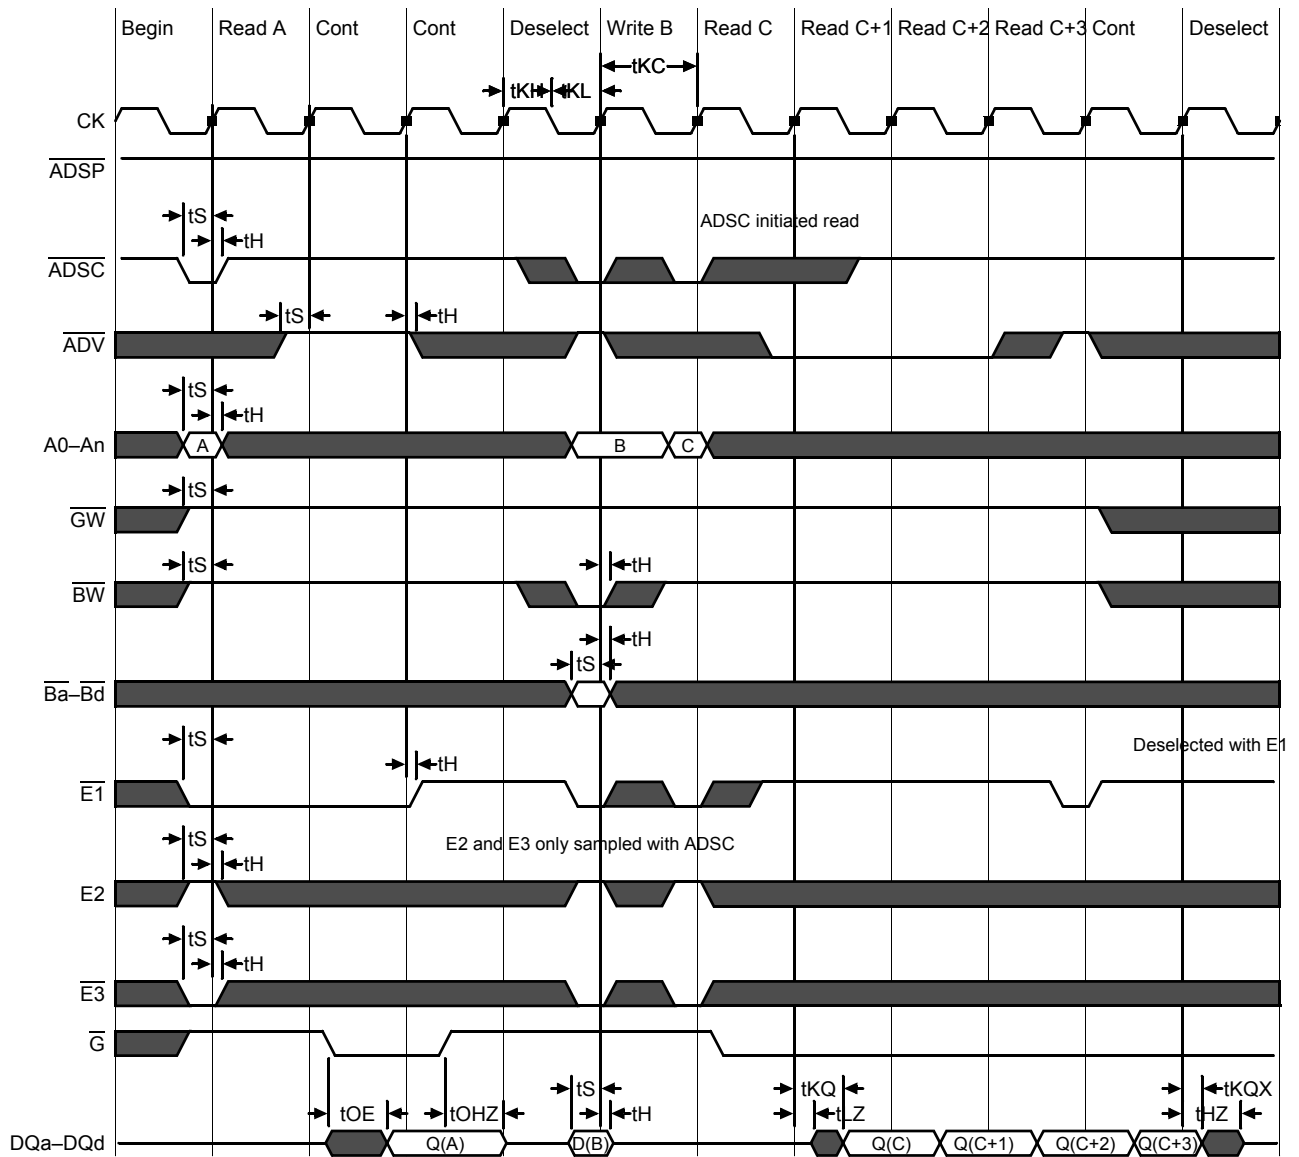 Begin Read A Cont Cont Deselect Write B Read C Read C+1 Read C+2 Read C+3 Cont Deselect
tKC
tKH tKL
CK
ADSP
tS ADSC initiated read
tH
ADSC
tS tH
ADV
tS
tH
A0–An A B C
tS
GW
tS tH
BW
tH
tS
Ba–Bd
tS Deselected with E1
tH
E1
tS E2 and E3 only sampled with ADSC
tH
E2
tS
tH
E3
G
tS tKQ tKQX
tOE tOHZ tH tLZ tHZ
DQa–DQd Q(A) D(B) Q(C) Q(C+1) Q(C+2) Q(C+3)